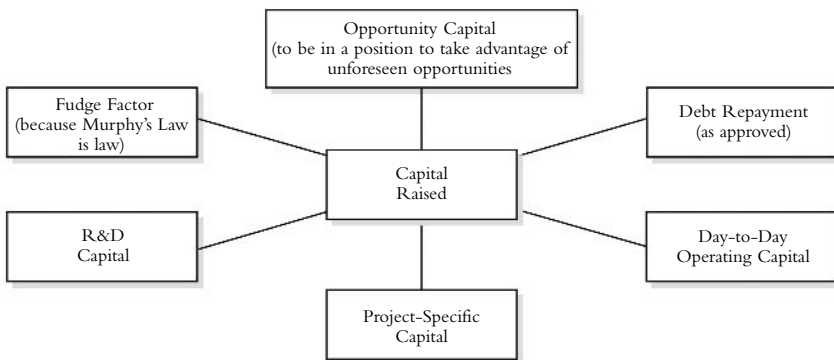 Opportunity Capital
(to be in a position to take advantage of
unforeseen opportunities
Fudge Factor
(because Murphy's Law
is law)
Debt Repayment
(as approved)
Capital
Raised
R&D
Capital
Day-to-Day
Operating Capital
Project-Specific
Capital